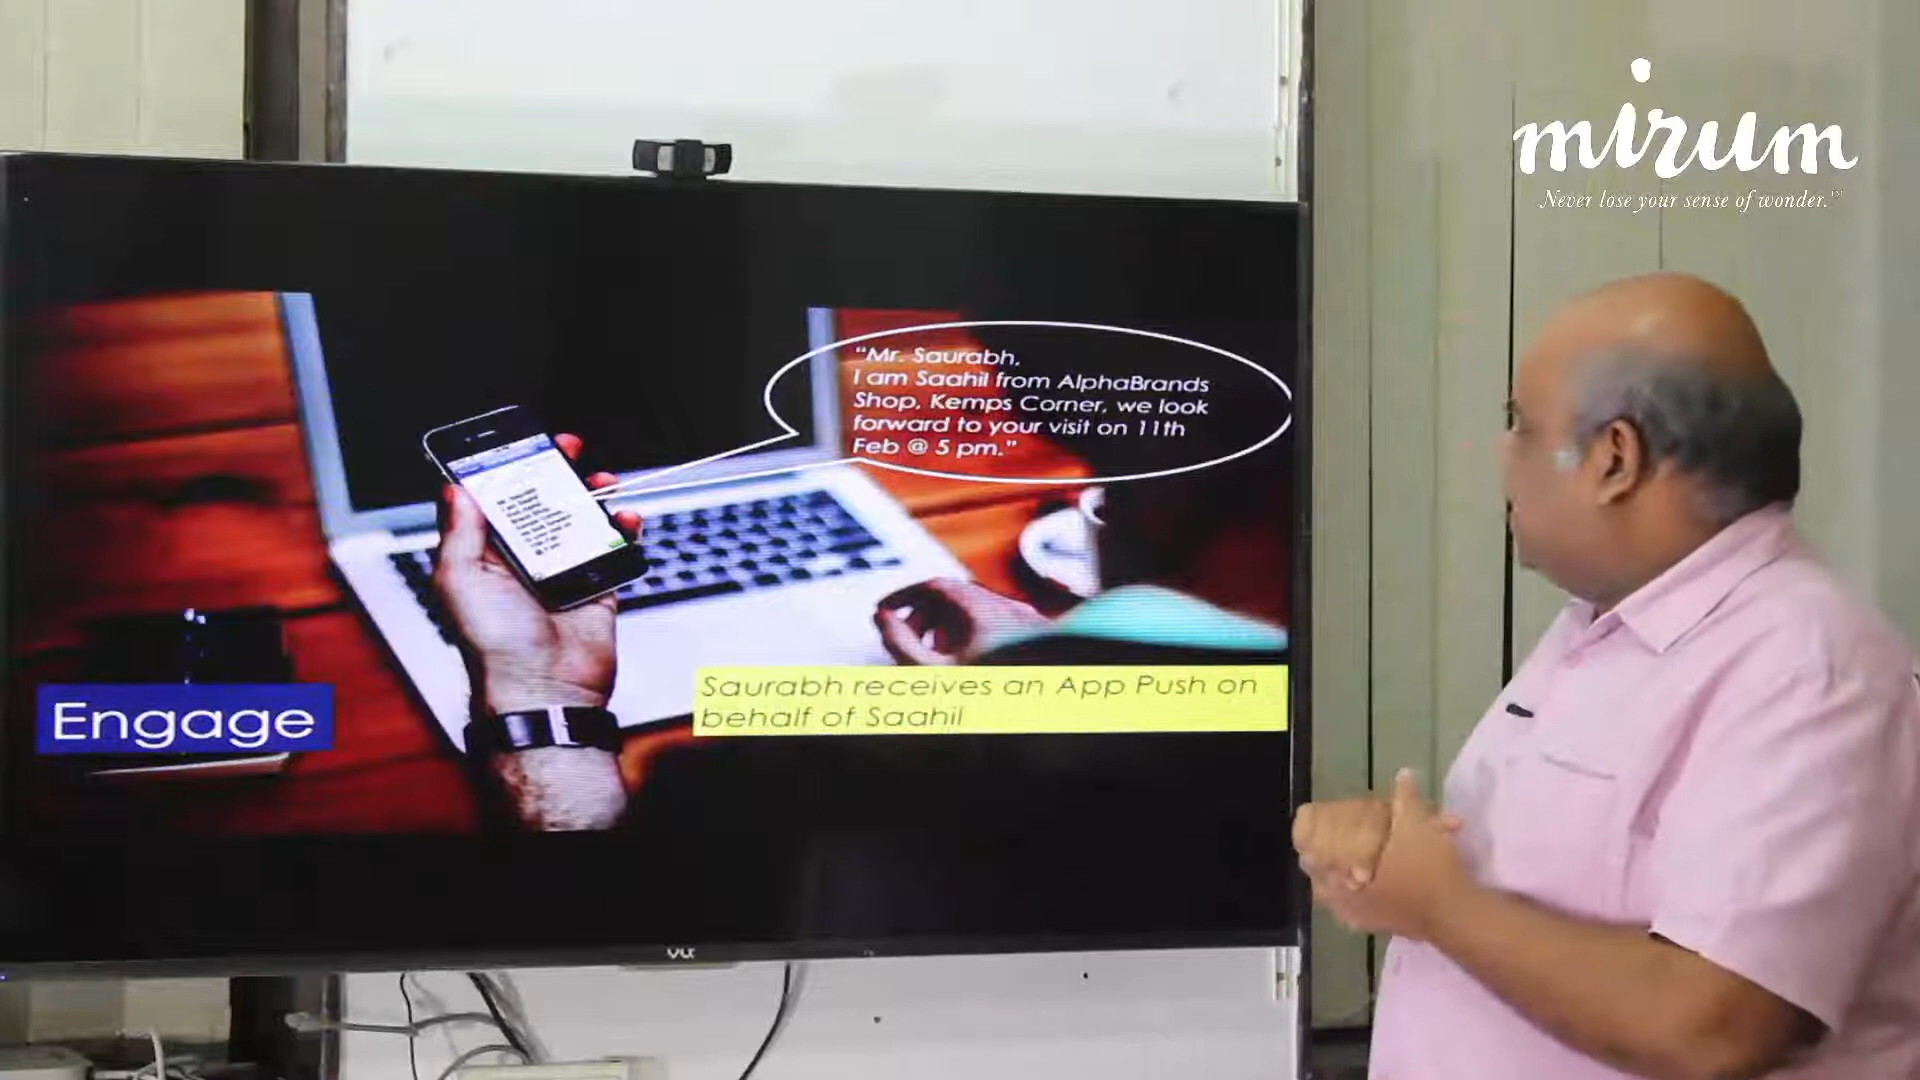 mirum
Never lose your sense of wonder.™
“Mr. Saurabh,
I am Saahil from AlphaBrands
Shop, Kemps Corner, we look
forward to your visit on 11th
Feb @ 5 pm.”
Saurabh receives an App Push on
behalf of Saahil
Engage